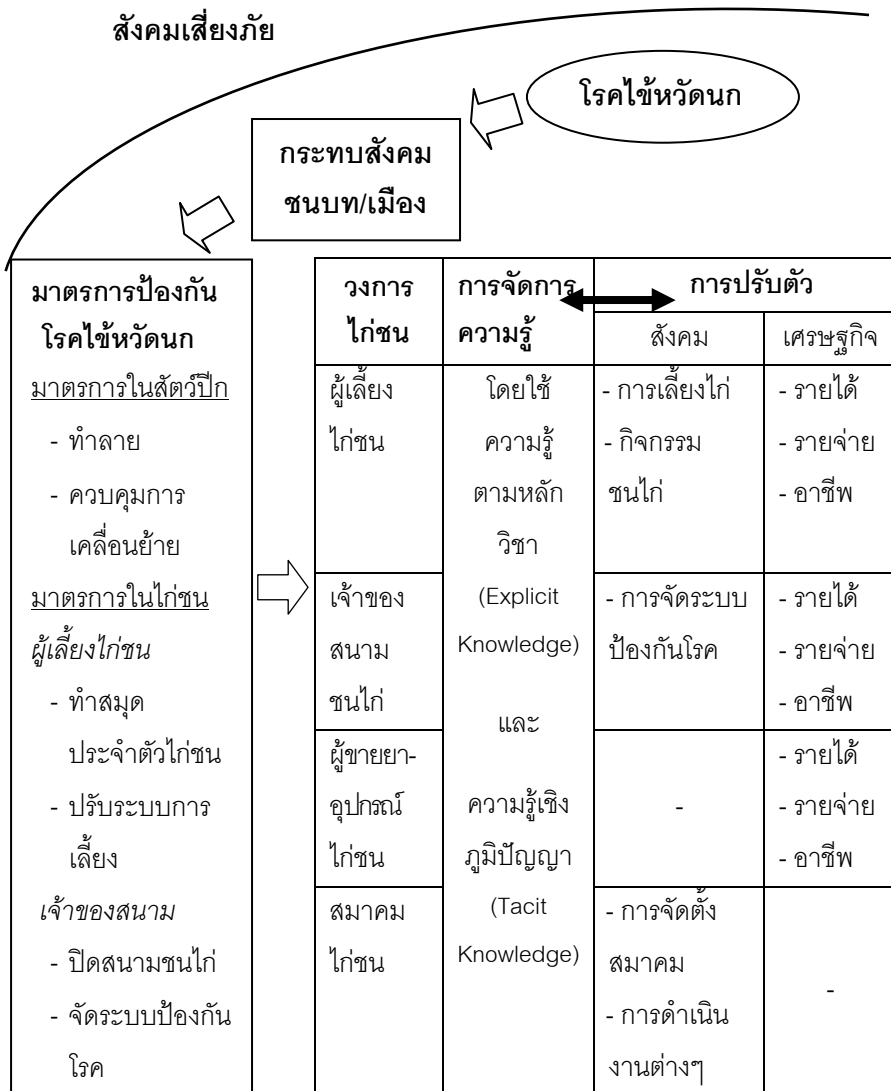 สังคมเสี่ยงภัย
โรคไข้หวัดนก
กระทบสังคม
ชนบท/เมือง
มาตรการป้องกัน
โรคไข้หวัดนก
มาตรการในสัตว์ปีก
- ทำลาย
- ควบคุมการ
เคลื่อนย้าย
มาตรการในไก่ชน
ผู้เลี้ยงไก่ชน
- ทำสมุด
ประจำตัวไก่ชน
- ปรับระบบการ
เลี้ยง
เจ้าของสนาม
- ปิดสนามชนไก่
- จัดระบบป้องกัน
โรค
วงการ
ไก่ชน
การจัดการ
ความรู้
การปรับตัว
สังคม
เศรษฐกิจ
ผู้เลี้ยง
ไก่ชน
โดยใช้
ความรู้
ตามหลัก
วิชา
(Explicit
Knowledge)
และ
ความรู้เชิง
ภูมิปัญญา
(Tacit
Knowledge)
- การเลี้ยงไก่
- กิจกรรม
ชนไก่
- รายได้
- รายจ่าย
- อาชีพ
เจ้าของ
สนาม
ชนไก่
- การจัดระบบ
ป้องกันโรค
- รายได้
- รายจ่าย
- อาชีพ
ผู้ขายยา-
อุปกรณ์
ไก่ชน
-
- รายได้
- รายจ่าย
- อาชีพ
สมาคม
ไก่ชน
- การจัดตั้ง
สมาคม
- การดำเนิน
งานต่างๆ
-